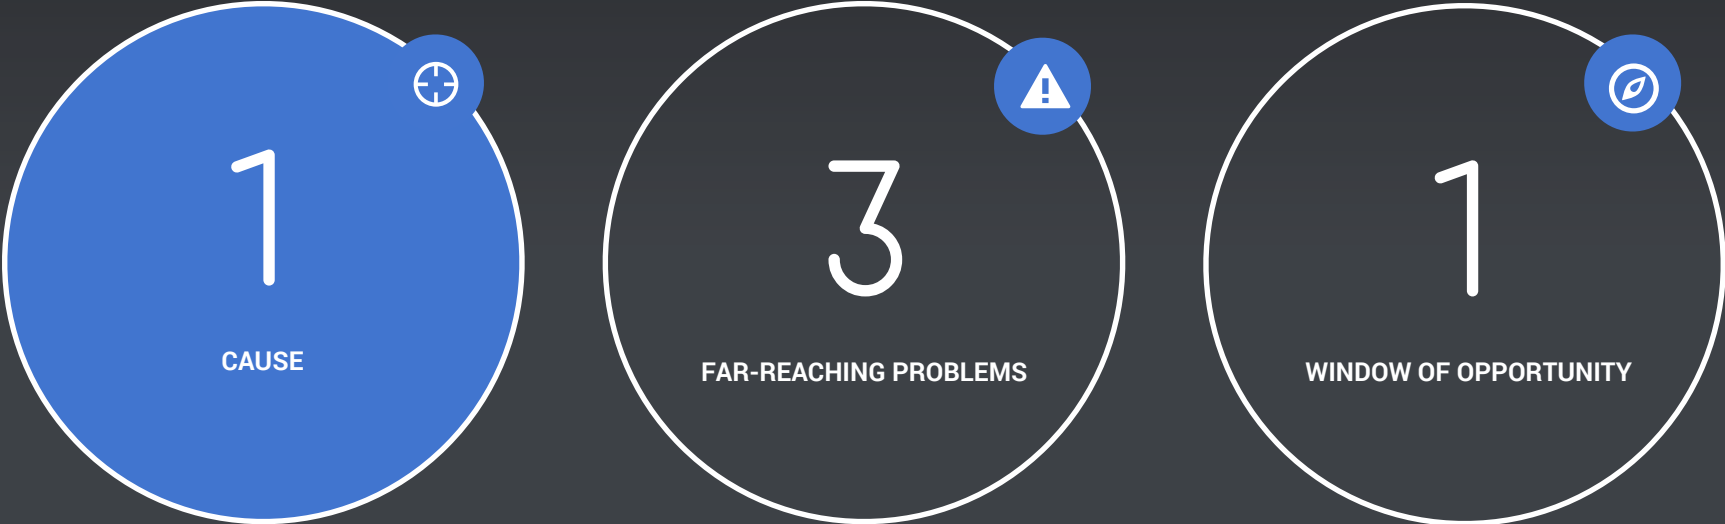 1
CAUSE
3
FAR-REACHING PROBLEMS
1
WINDOW OF OPPORTUNITY